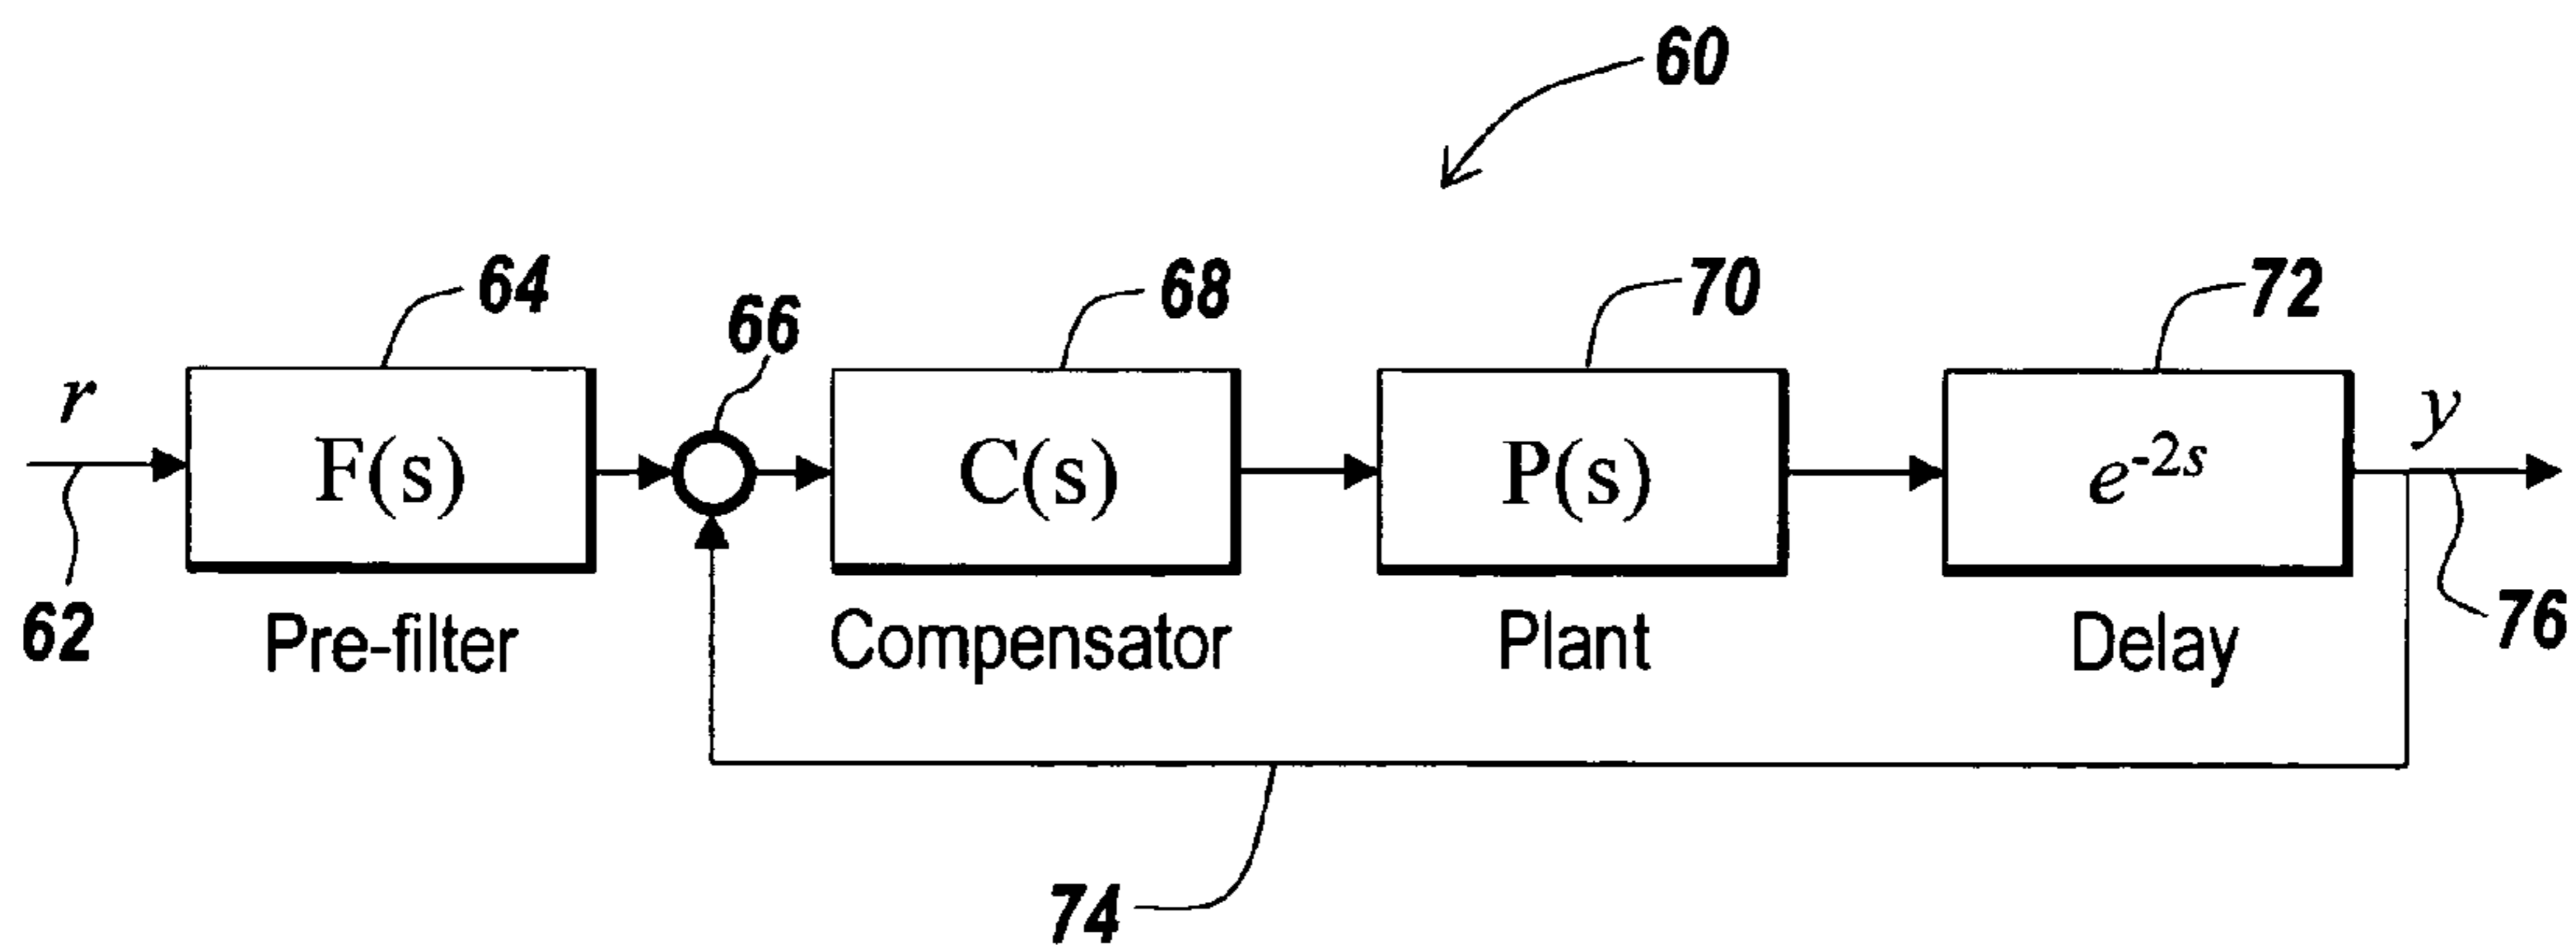 60
64
66
68
70
72
r
F(s)
C(s)
P(s)
e^-2s
y
62
Pre-filter
Compensator
Plant
Delay
76
74